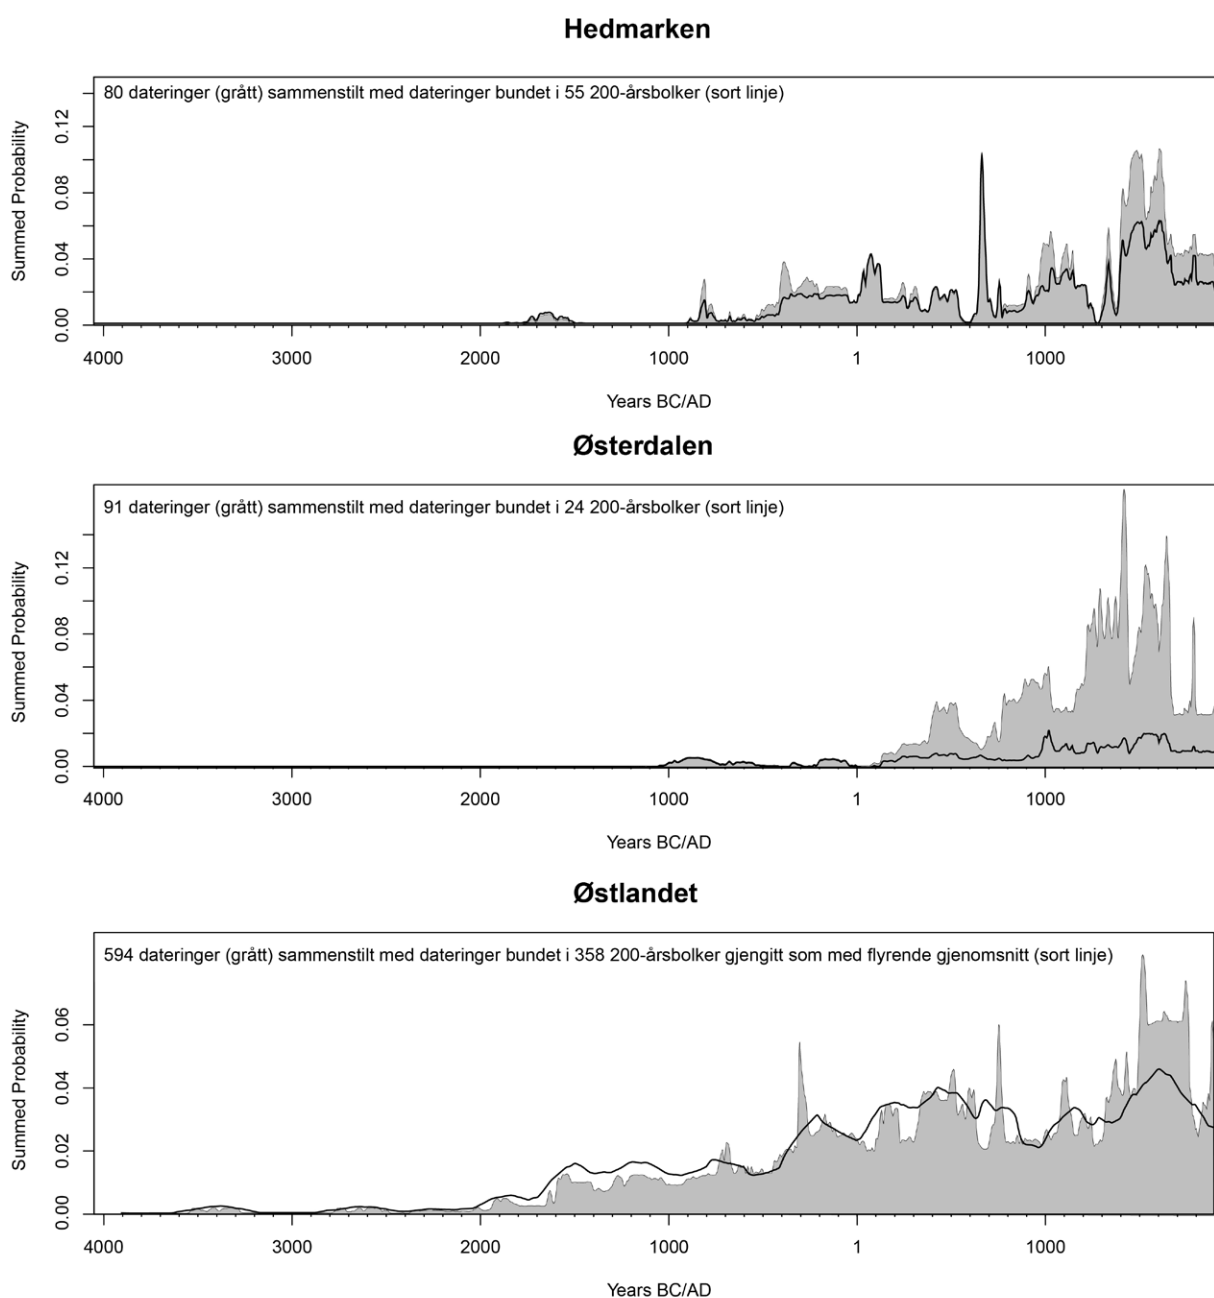 Hedmarken
80 dateringer (grått) sammenstilt med dateringer bundet i 55 200-årsbolker (sort linje)
Summed Probability
0.00 0.04 0.08 0.12
4000 3000 2000 1000 1 1000
Years BC/AD
Østerdalen
91 dateringer (grått) sammenstilt med dateringer bundet i 24 200-årsbolker (sort linje)
Summed Probability
0.00 0.04 0.08 0.12
4000 3000 2000 1000 1 1000
Years BC/AD
Østlandet
594 dateringer (grått) sammenstilt med dateringer bundet i 358 200-årsbolker gjengitt som med flyrende gjenomsnitt (sort linje)
Summed Probability
0.00 0.02 0.04 0.06
4000 3000 2000 1000 1 1000
Years BC/AD